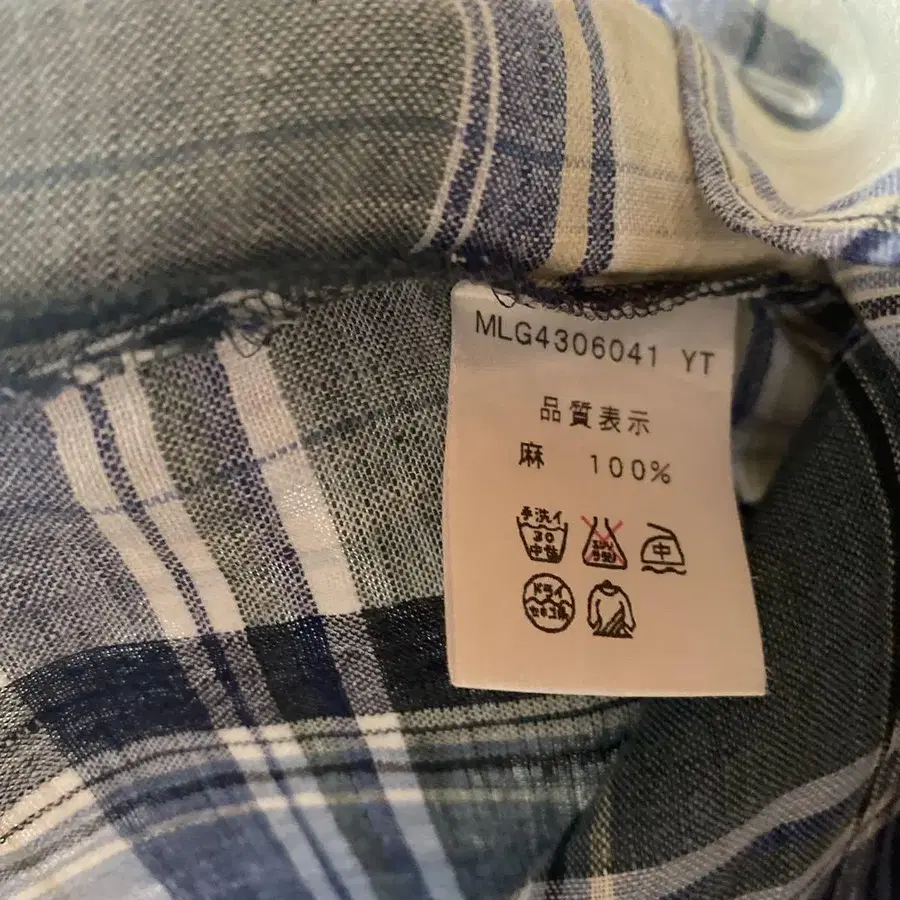 MLG4306041 YT
品質表示
麻 100%
手洗イ
30
中性
中
ドライ